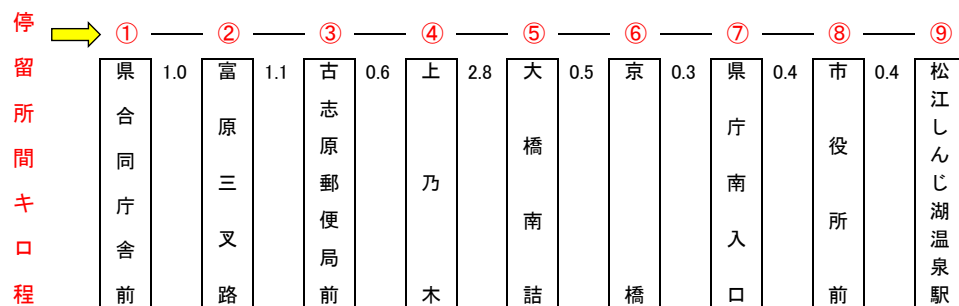 停留所間キロ程
① ② ③ ④ ⑤ ⑥ ⑦ ⑧ ⑨
県合同庁舎前
1.0
富原三叉路
1.1
古志原郵便局前
0.6
上乃木
2.8
大橋南詰
0.5
京橋
0.3
県庁南入口
0.4
市役所前
0.4
松江しんじ湖温泉駅